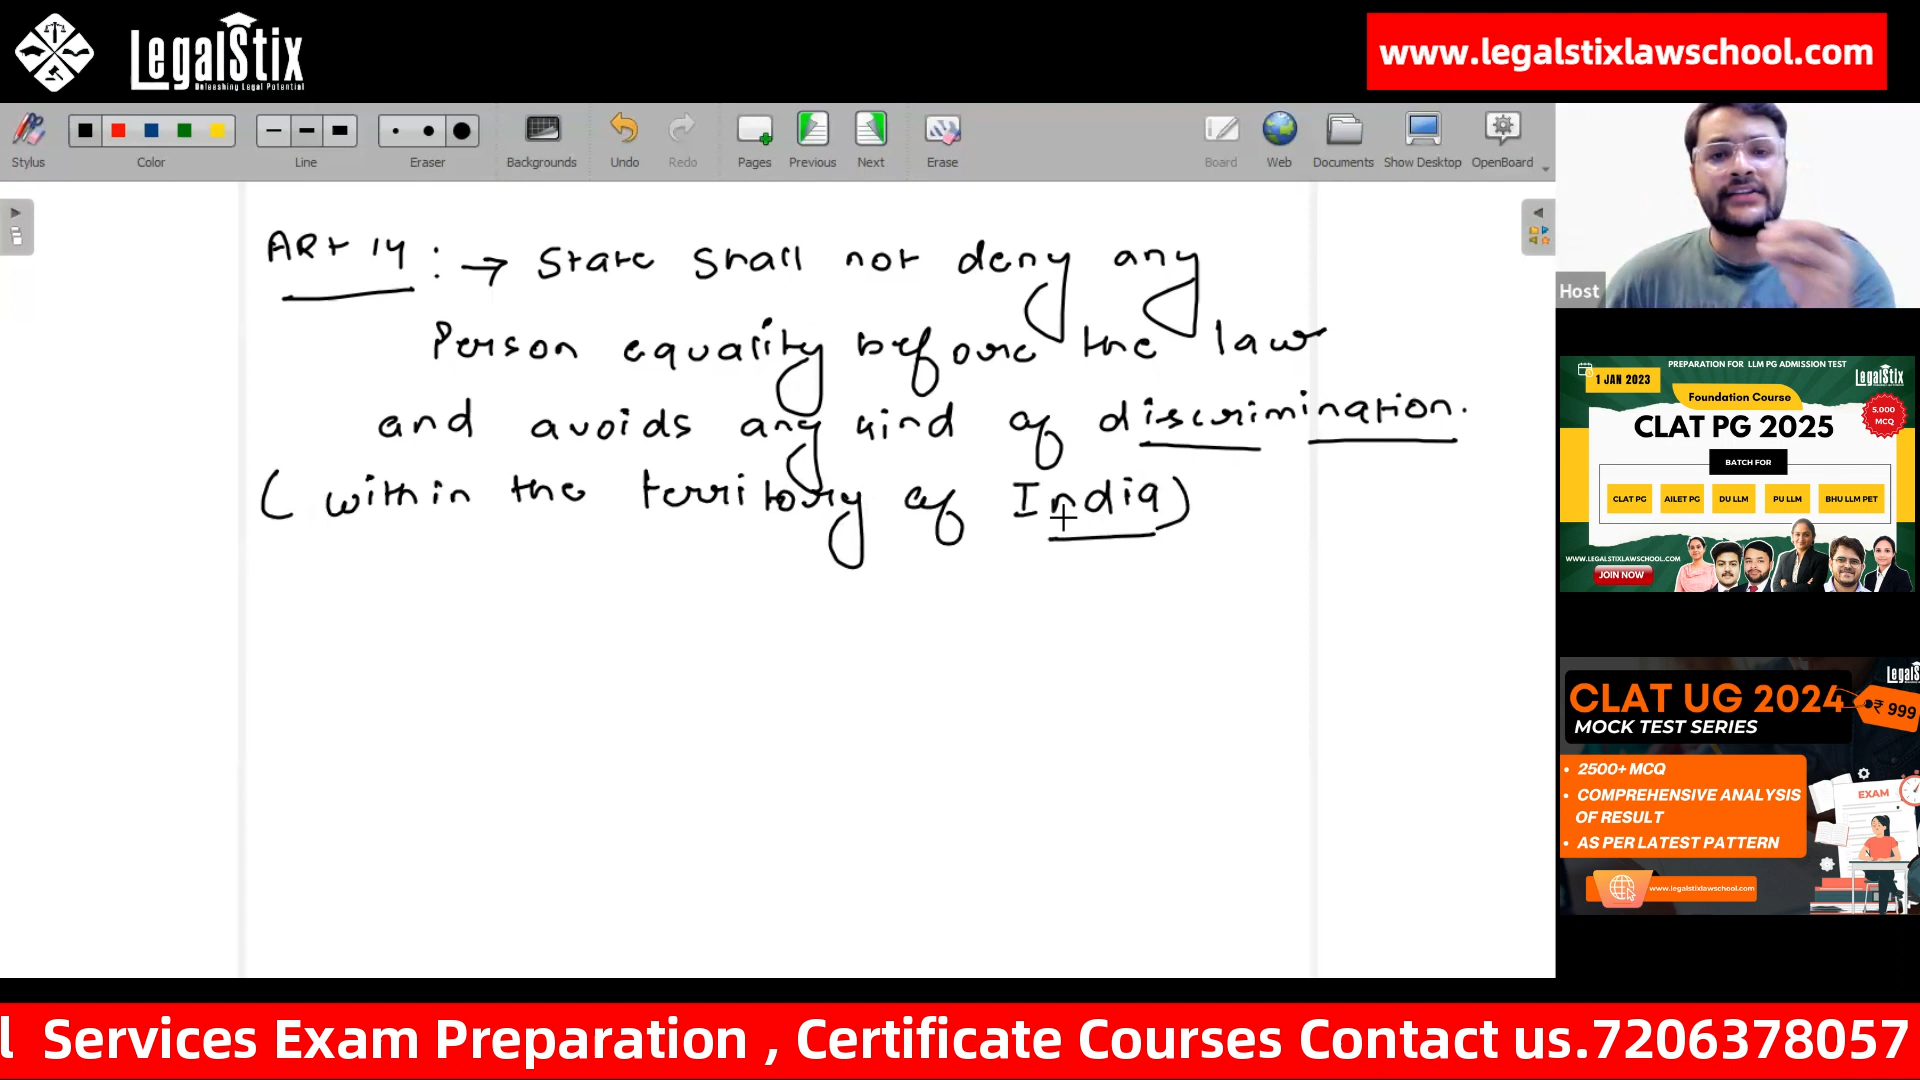 LegalStix
Unleashing Legal Potential
www.legalstixlawschool.com
Stylus
Color
Line
Eraser
Backgrounds
Undo
Redo
Pages
Previous
Next
Erase
Board
Web
Documents
Show Desktop
OpenBoard
ART 14 : → State shall not deny any
Person equality before the law
and avoids any kind of discrimination.
(within the territory of India)
Host
PREPARATION FOR LLM PG ADMISSION TEST
1 JAN 2023
LegalStix
Foundation Course
5,000
MCQ
CLAT PG 2025
BATCH FOR
CLAT PG
AILET PG
DU LLM
PU LLM
BHU LLM PET
WWW.LEGALSTIXLAWSCHOOL.COM
JOIN NOW
LegalS
CLAT UG 2024
₹ 999
MOCK TEST SERIES
• 2500+ MCQ
• COMPREHENSIVE ANALYSIS
OF RESULT
• AS PER LATEST PATTERN
EXAM
www.legalstixlawschool.com
l Services Exam Preparation , Certificate Courses Contact us.7206378057